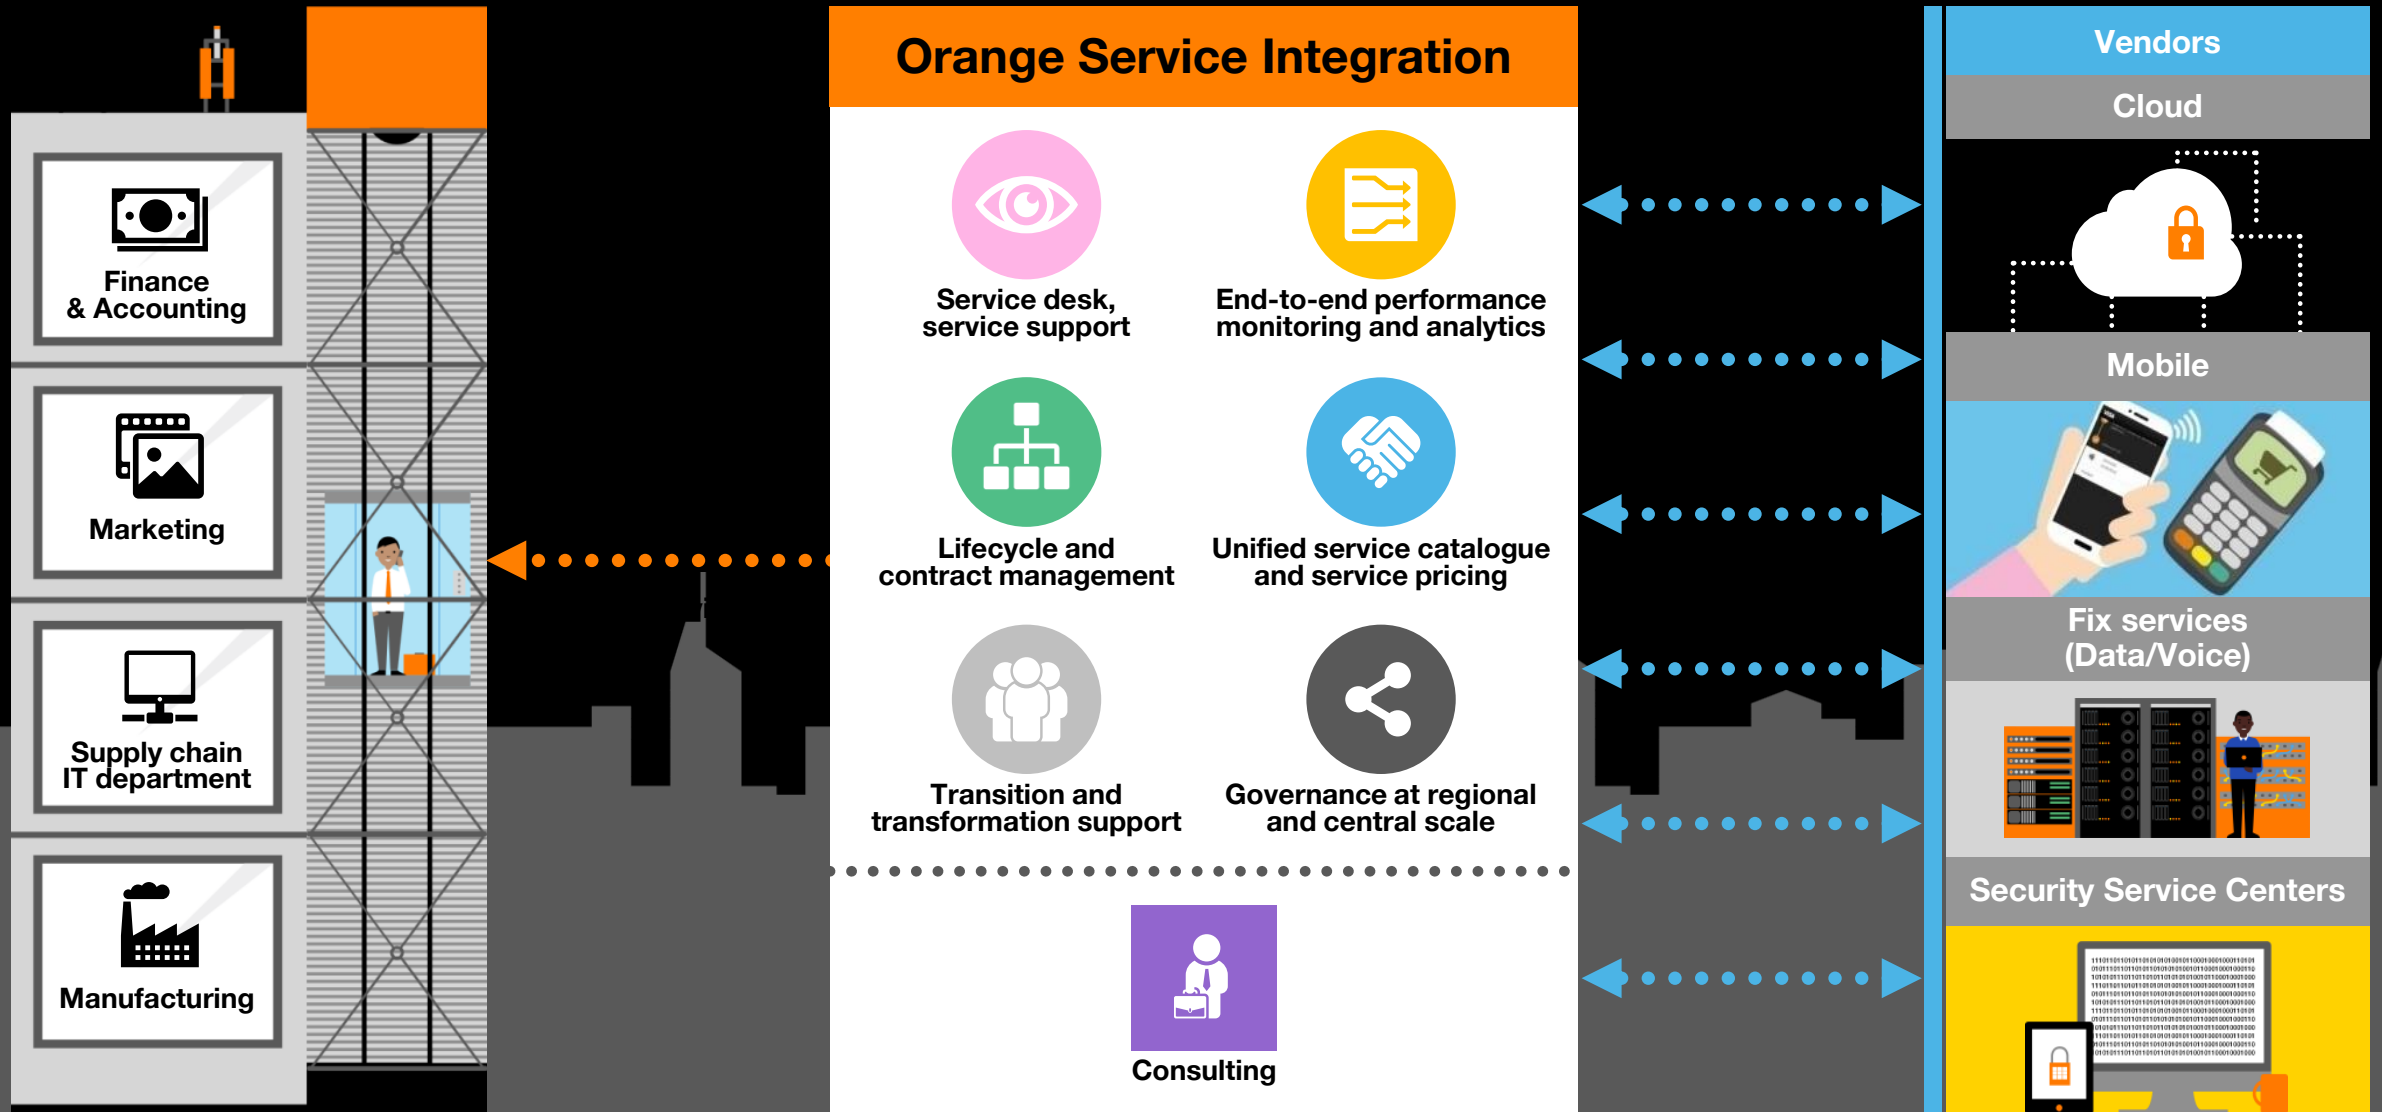 Finance
& Accounting
Marketing
Supply chain
IT department
Manufacturing
Orange Service Integration
Service desk,
service support
End-to-end performance
monitoring and analytics
Lifecycle and
contract management
Unified service catalogue
and service pricing
Transition and
transformation support
Governance at regional
and central scale
Consulting
Vendors
Cloud
Mobile
Fix services
(Data/Voice)
Security Service Centers